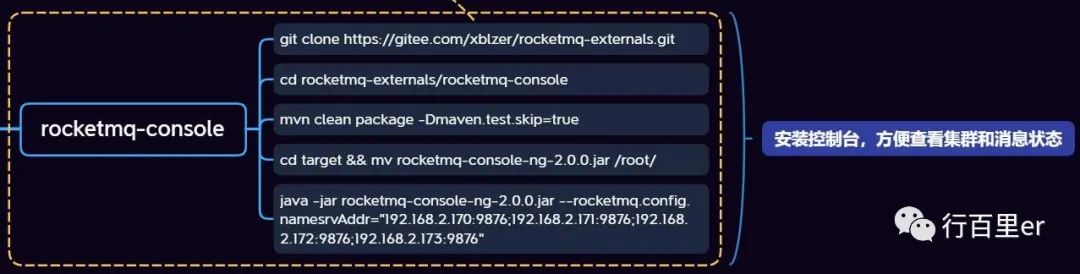 rocketmq-console
git clone https://gitee.com/xblzer/rocketmq-externals.git
cd rocketmq-externals/rocketmq-console
mvn clean package -Dmaven.test.skip=true
cd target && mv rocketmq-console-ng-2.0.0.jar /root/
java -jar rocketmq-console-ng-2.0.0.jar --rocketmq.config.
namesrvAddr="192.168.2.170:9876;192.168.2.171:9876;192.168.
2.172:9876;192.168.2.173:9876"
安装控制台，方便查看集群和消息状态
行百里er